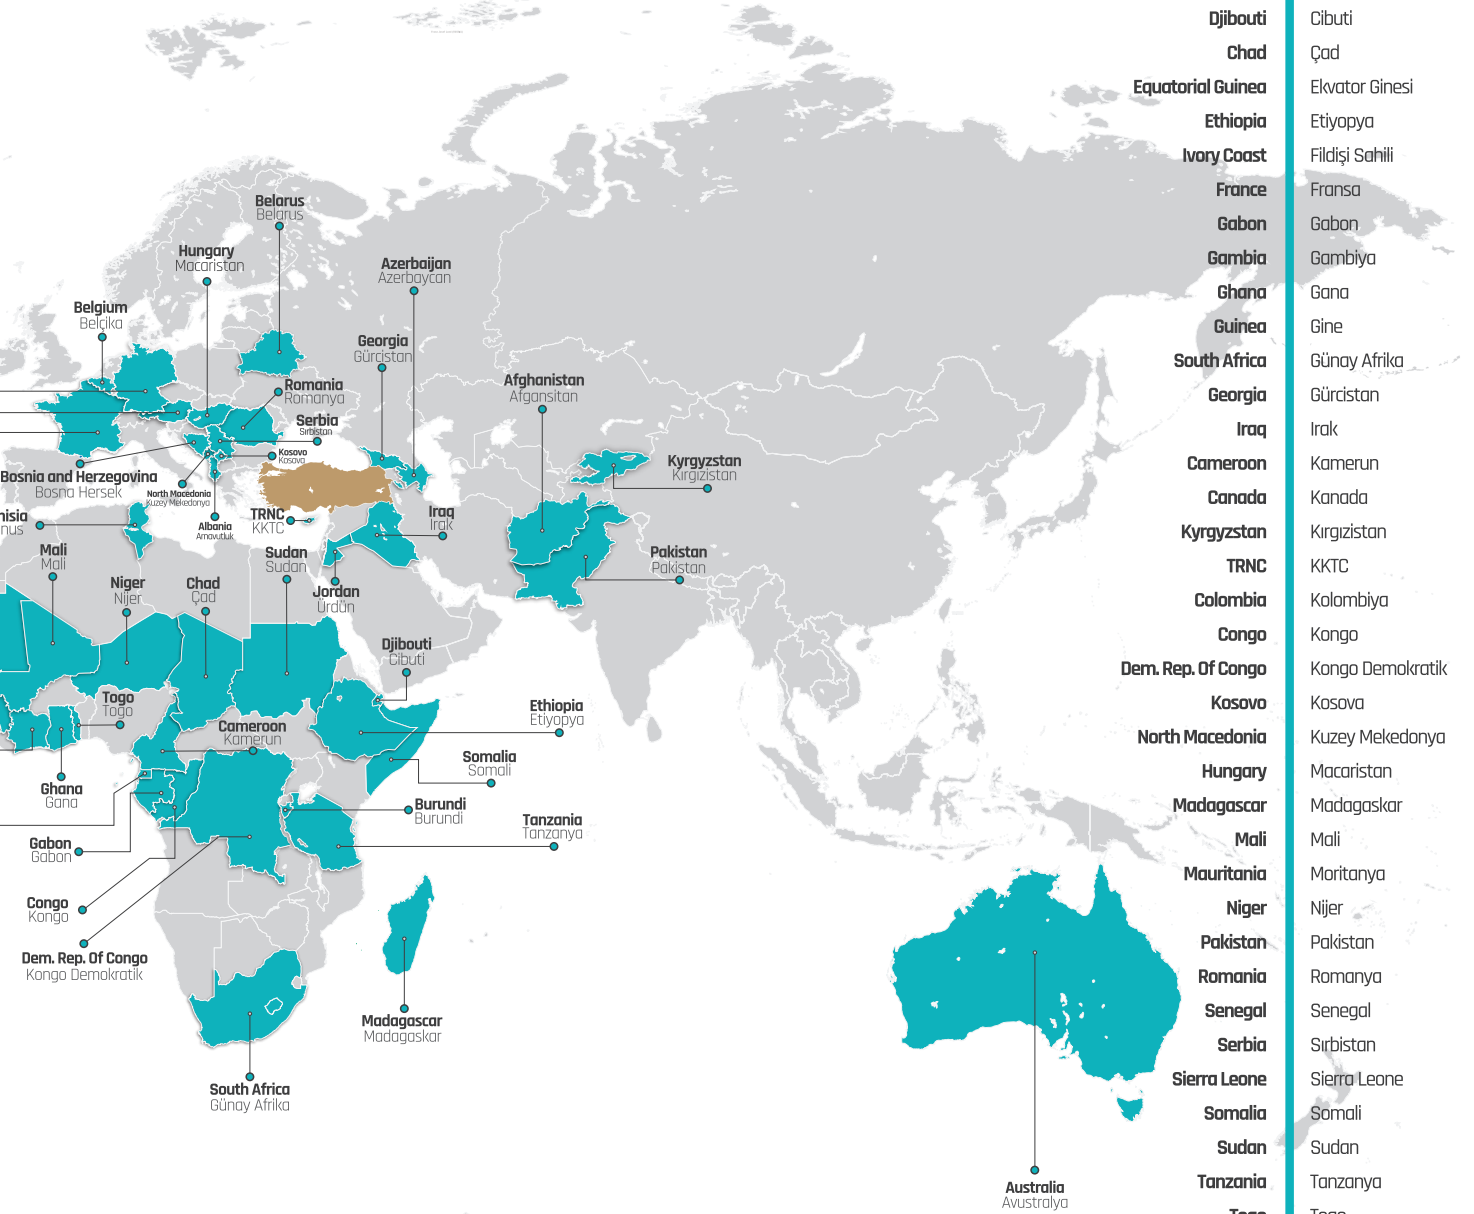 Belarus
Belarus
Hungary
Macaristan
Azerbaijan
Azerbaycan
Belgium
Belçika
Georgia
Gürcistan
Romania
Romanya
Afghanistan
Afgansitan
Serbia
Sırbistan
Kosovo
Kosova
Kyrgyzstan
Kırgızistan
Bosnia and Herzegovina
Bosna Hersek
North Macedonia
Kuzey Mekedonya
Albania
Arnavutluk
TRNC
KKTC
Iraq
Irak
nisia
nus
Mali
Mali
Sudan
Sudan
Pakistan
Pakistan
Niger
Nijer
Chad
Çad
Jordan
Ürdün
Djibouti
Cibuti
Togo
Togo
Ethiopia
Etiyopya
Cameroon
Kamerun
Somalia
Somali
Ghana
Gana
Burundi
Burundi
Tanzania
Tanzanya
Gabon
Gabon
Congo
Kongo
Dem. Rep. Of Congo
Kongo Demokratik
Madagascar
Madagaskar
South Africa
Günay Afrika
Australia
Avustralya
Djibouti Cibuti
Chad Çad
Equatorial Guinea Ekvator Ginesi
Ethiopia Etiyopya
Ivory Coast Fildişi Sahili
France Fransa
Gabon Gabon
Gambia Gambiya
Ghana Gana
Guinea Gine
South Africa Günay Afrika
Georgia Gürcistan
Iraq Irak
Cameroon Kamerun
Canada Kanada
Kyrgyzstan Kırgızistan
TRNC KKTC
Colombia Kolombiya
Congo Kongo
Dem. Rep. Of Congo Kongo Demokratik
Kosovo Kosova
North Macedonia Kuzey Mekedonya
Hungary Macaristan
Madagascar Madagaskar
Mali Mali
Mauritania Moritanya
Niger Nijer
Pakistan Pakistan
Romania Romanya
Senegal Senegal
Serbia Sırbistan
Sierra Leone Sierra Leone
Somalia Somali
Sudan Sudan
Tanzania Tanzanya
Togo Togo